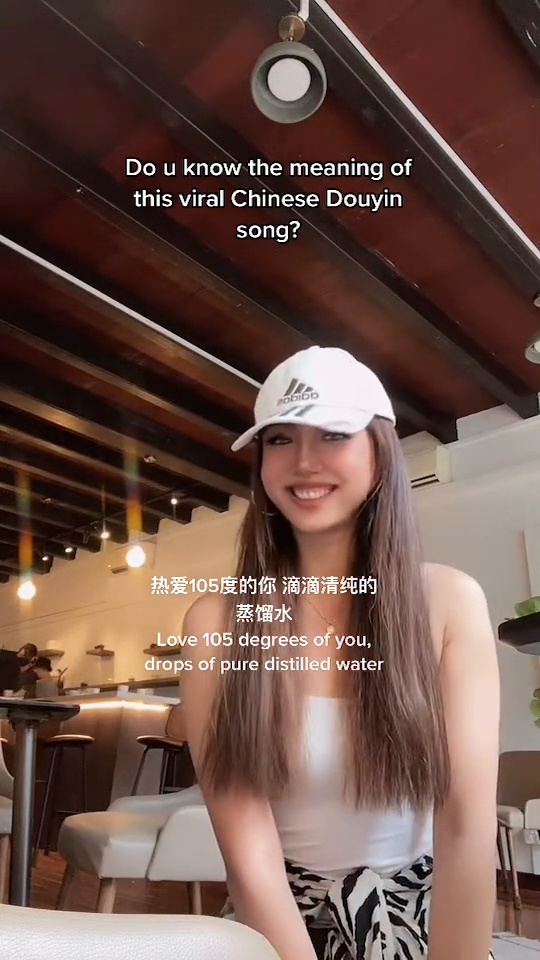 Do u know the meaning of
this viral Chinese Douyin
song?
adidas
热爱105度的你 滴滴清纯的
蒸馏水
Love 105 degrees of you,
drops of pure distilled water